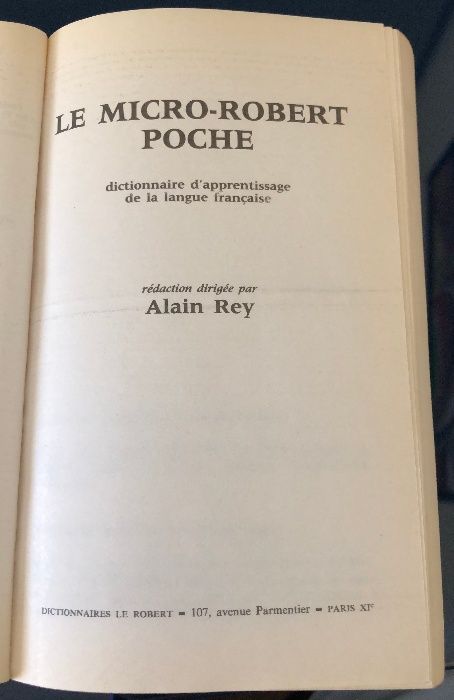 LE MICRO-ROBERT
POCHE
dictionnaire d'apprentissage
de la langue française
rédaction dirigée par
Alain Rey
DICTIONNAIRES LE ROBERT – 107, avenue Parmentier – PARIS XIᵉ